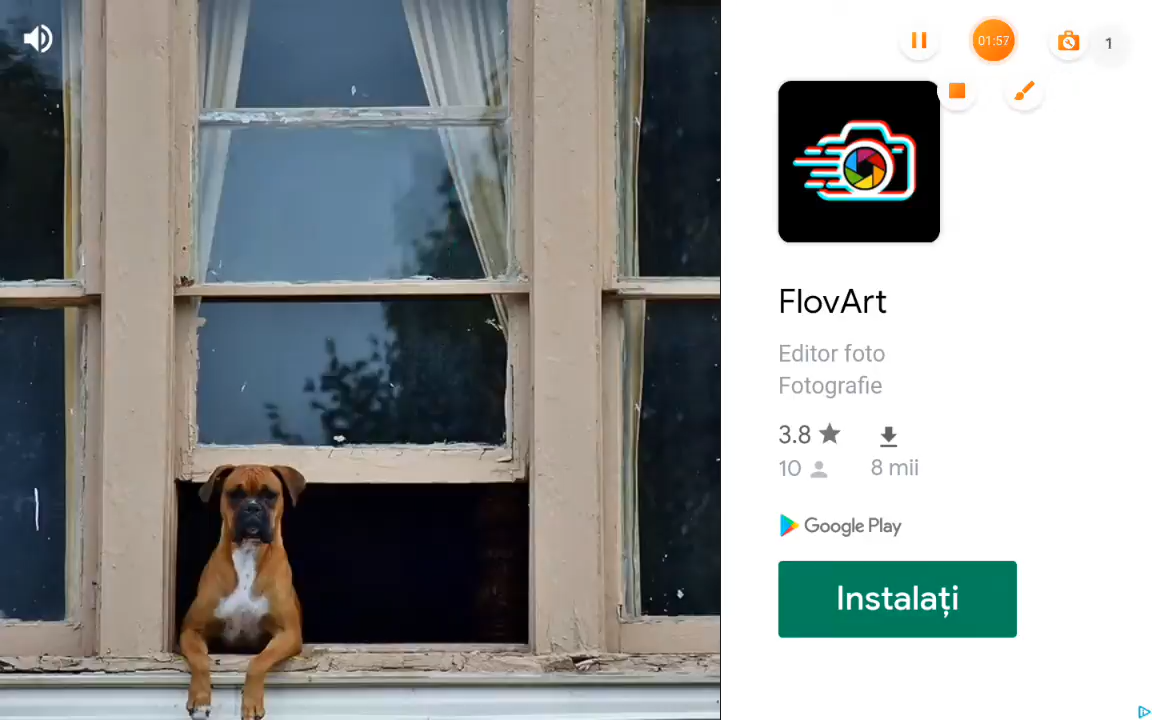 01:57
1
FlovArt
Editor foto
Fotografie
3.8
10
8 mii
Google Play
Instalați